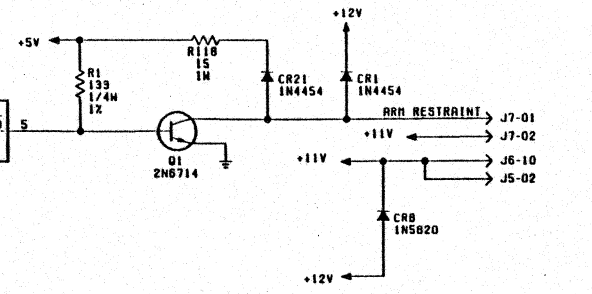 +12V
+5V
R118
15
1W
R1
133
1/4W
1%
CR21
1N4454
CR1
1N4454
ARM RESTRAINT
J7-01
5
+11V
J7-02
+11V
J6-10
Q1
2N6714
J5-02
CR8
1N5820
+12V